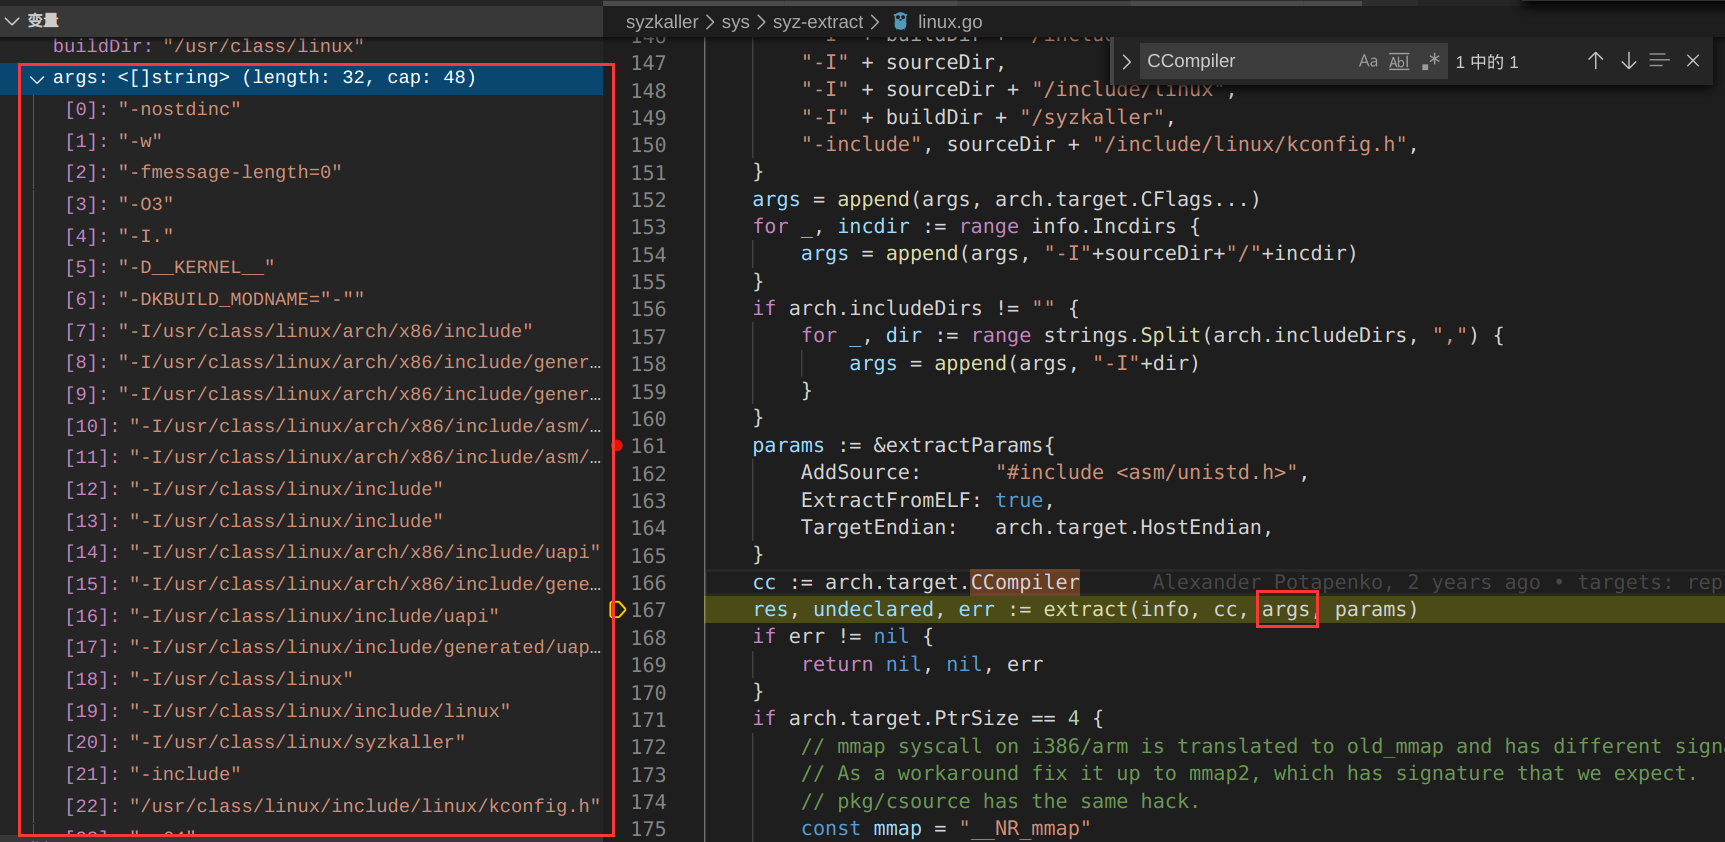 变量
buildDir: "/usr/class/linux"
args: <[]string> (length: 32, cap: 48)
[0]: "-nostdinc"
[1]: "-w"
[2]: "-fmessage-length=0"
[3]: "-O3"
[4]: "-I."
[5]: "-D__KERNEL__"
[6]: "-DKBUILD_MODNAME="-""
[7]: "-I/usr/class/linux/arch/x86/include"
[8]: "-I/usr/class/linux/arch/x86/include/gener…
[9]: "-I/usr/class/linux/arch/x86/include/gener…
[10]: "-I/usr/class/linux/arch/x86/include/asm/…
[11]: "-I/usr/class/linux/arch/x86/include/asm/…
[12]: "-I/usr/class/linux/include"
[13]: "-I/usr/class/linux/include"
[14]: "-I/usr/class/linux/arch/x86/include/uapi"
[15]: "-I/usr/class/linux/arch/x86/include/gene…
[16]: "-I/usr/class/linux/include/uapi"
[17]: "-I/usr/class/linux/include/generated/uap…
[18]: "-I/usr/class/linux"
[19]: "-I/usr/class/linux/include/linux"
[20]: "-I/usr/class/linux/syzkaller"
[21]: "-include"
[22]: "/usr/class/linux/include/linux/kconfig.h"
syzkaller > sys > syz-extract > linux.go
CCompiler Aa Abl .* 1 中的 1
146 "-I" + buildDir + "/inclu
147 "-I" + sourceDir,
148 "-I" + sourceDir + "/include/linux",
149 "-I" + buildDir + "/syzkaller",
150 "-include", sourceDir + "/include/linux/kconfig.h",
151 }
152 args = append(args, arch.target.CFlags...)
153 for _, incdir := range info.Incdirs {
154 args = append(args, "-I"+sourceDir+"/"+incdir)
155 }
156 if arch.includeDirs != "" {
157 for _, dir := range strings.Split(arch.includeDirs, ",") {
158 args = append(args, "-I"+dir)
159 }
160 }
161 params := &extractParams{
162 AddSource: "#include <asm/unistd.h>",
163 ExtractFromELF: true,
164 TargetEndian: arch.target.HostEndian,
165 }
166 cc := arch.target.CCompiler Alexander Potapenko, 2 years ago • targets: rep
167 res, undeclared, err := extract(info, cc, args, params)
168 if err != nil {
169 return nil, nil, err
170 }
171 if arch.target.PtrSize == 4 {
172 // mmap syscall on i386/arm is translated to old_mmap and has different sign
173 // As a workaround fix it up to mmap2, which has signature that we expect.
174 // pkg/csource has the same hack.
175 const mmap = "__NR_mmap"